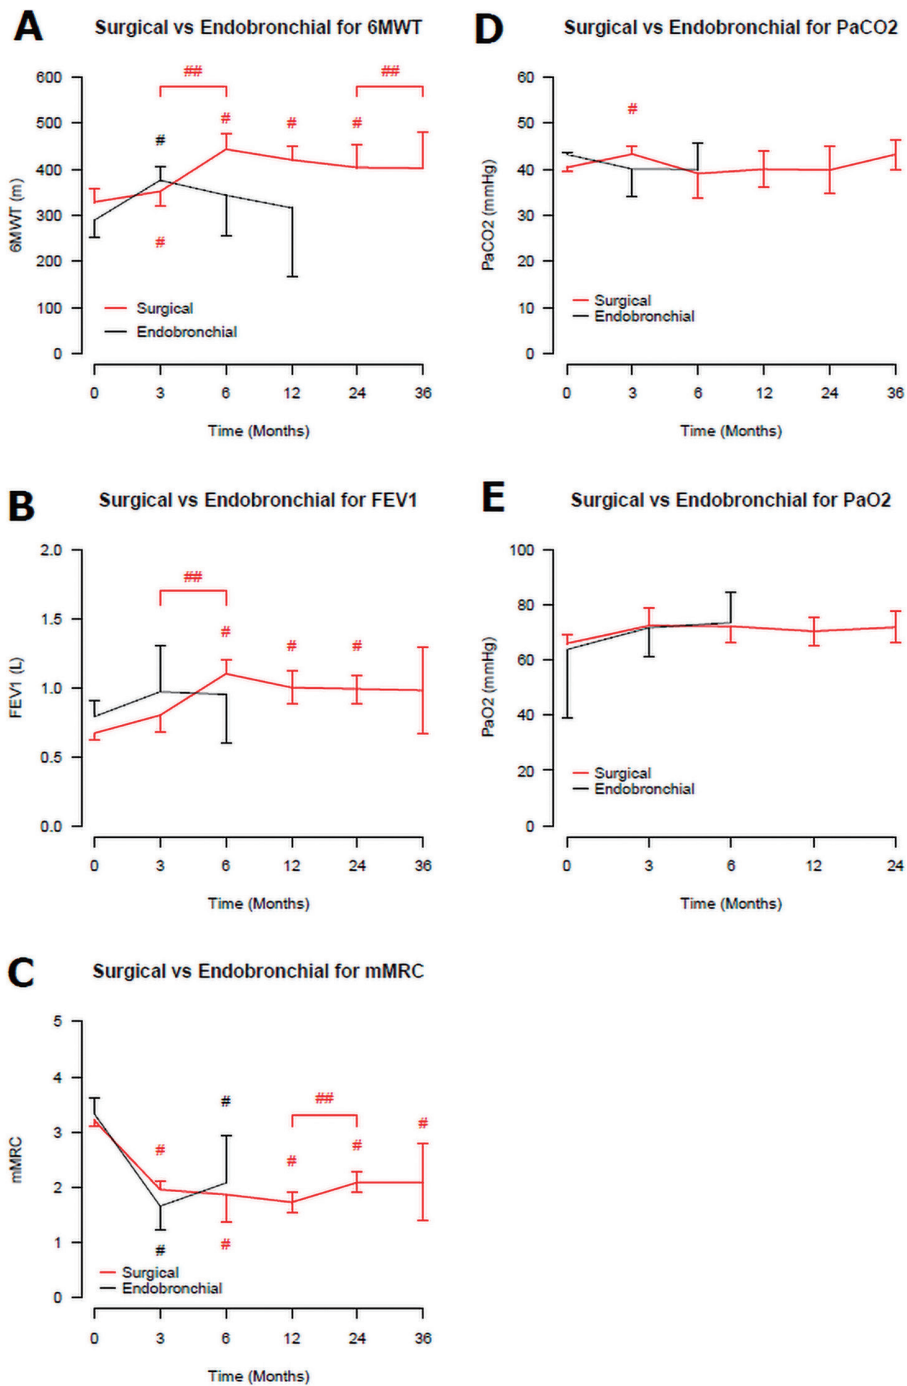 A
Surgical vs Endobronchial for 6MWT
600
500
400
300
200
100
0
6MWT (m)
##
##
#
#
#
#
#
Surgical
Endobronchial
0 3 6 12 24 36
Time (Months)
B
Surgical vs Endobronchial for FEV1
2.0
1.5
1.0
0.5
0.0
FEV1 (L)
##
#
#
#
0 3 6 12 24 36
Time (Months)
C
Surgical vs Endobronchial for mMRC
5
4
3
2
1
0
mMRC
##
#
#
#
#
#
#
#
Surgical
Endobronchial
0 3 6 12 24 36
Time (Months)
D
Surgical vs Endobronchial for PaCO2
60
50
40
30
20
10
0
PaCO2 (mmHg)
#
Surgical
Endobronchial
0 3 6 12 24 36
Time (Months)
E
Surgical vs Endobronchial for PaO2
100
80
60
40
20
0
PaO2 (mmHg)
Surgical
Endobronchial
0 3 6 12 24
Time (Months)